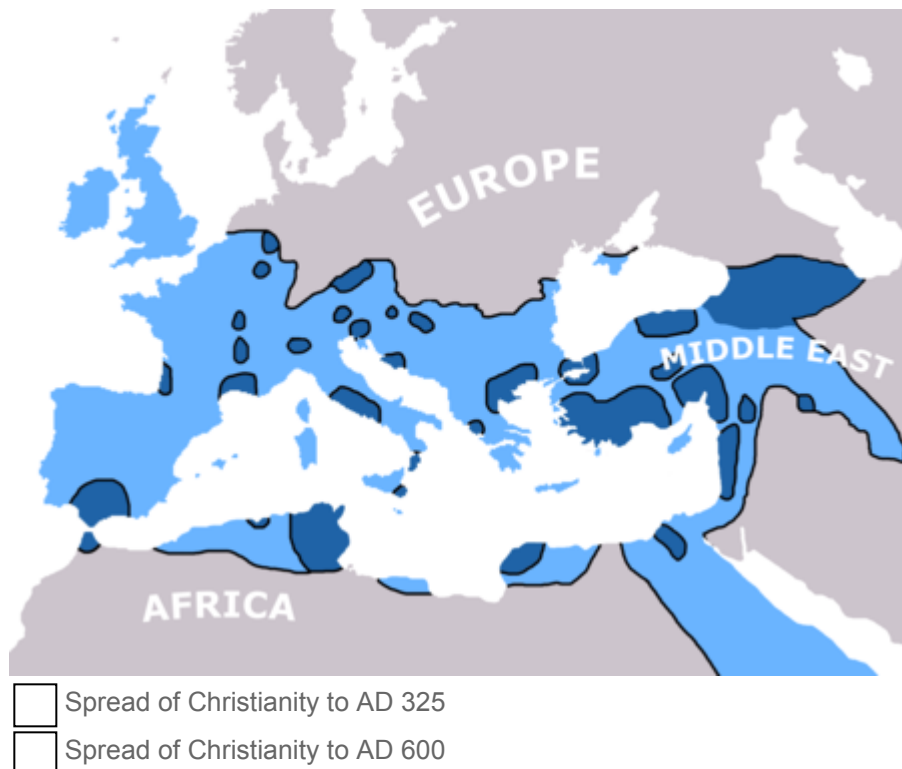 EUROPE
MIDDLE EAST
AFRICA
Spread of Christianity to AD 325
Spread of Christianity to AD 600